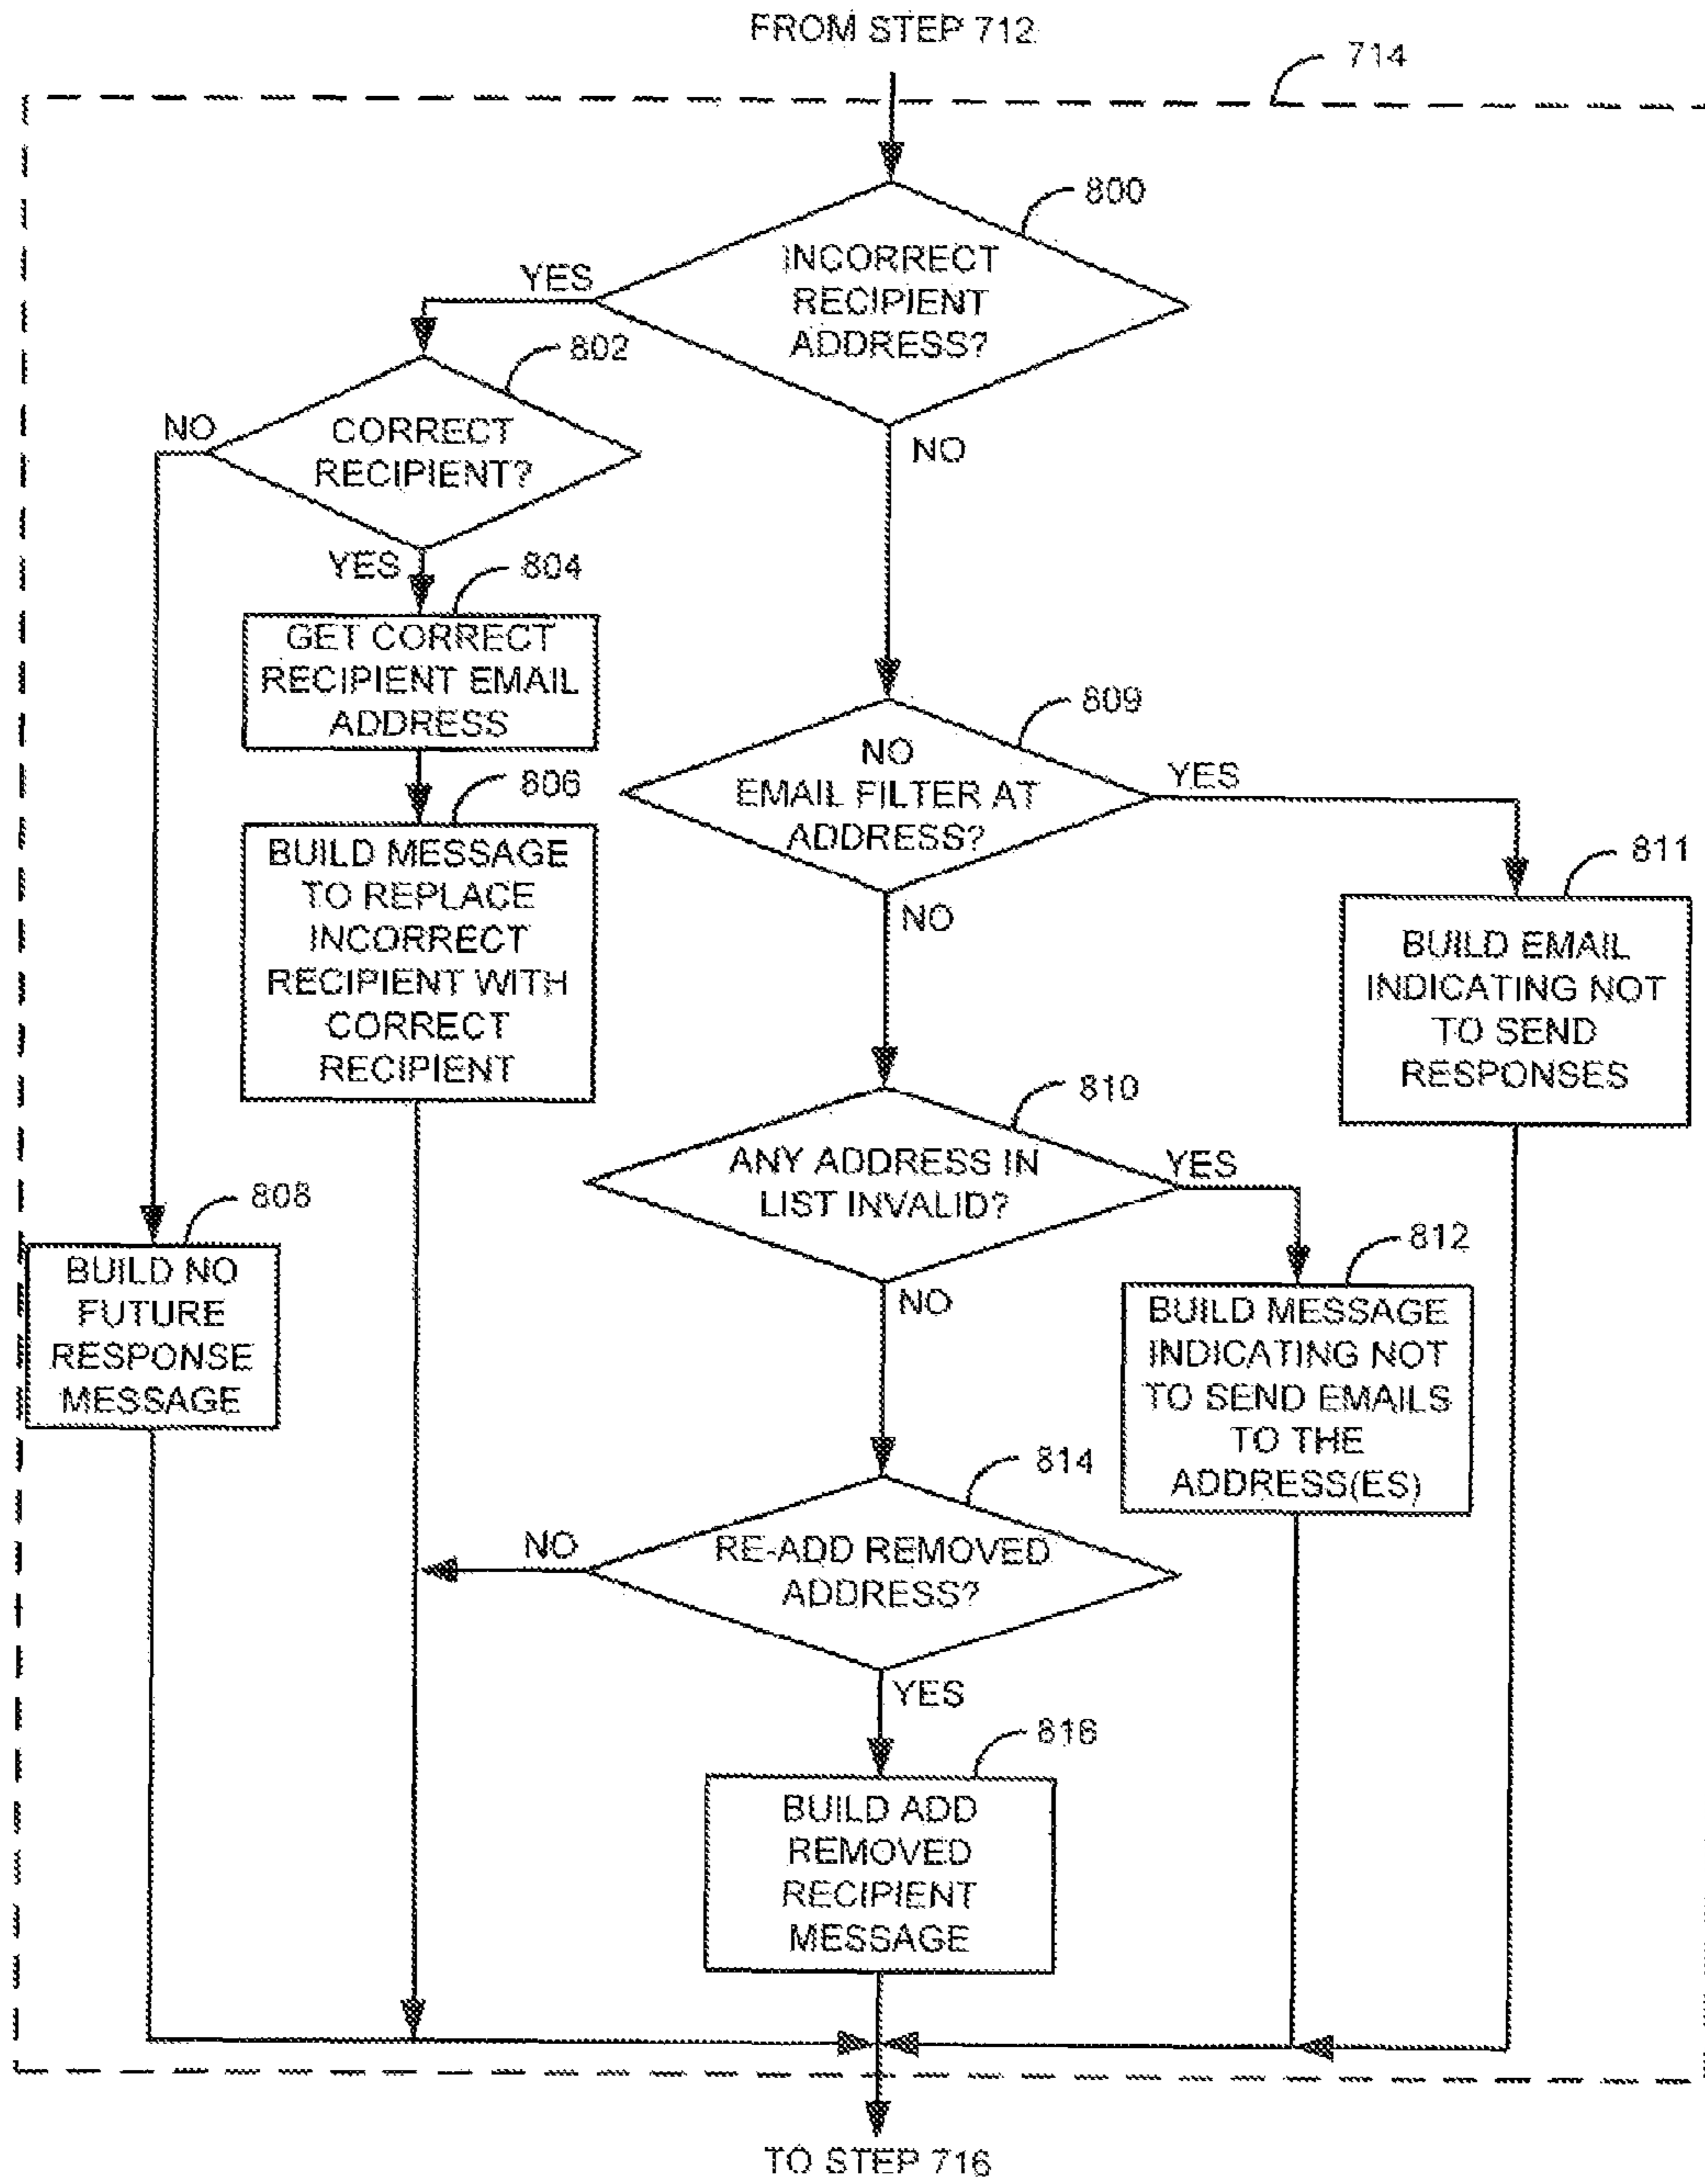 FROM STEP 712
714
800
INCORRECT
RECIPIENT
ADDRESS?
YES
NO
802
CORRECT
RECIPIENT?
NO
YES
804
GET CORRECT
RECIPIENT EMAIL
ADDRESS
806
BUILD MESSAGE
TO REPLACE
INCORRECT
RECIPIENT WITH
CORRECT
RECIPIENT
809
NO
EMAIL FILTER AT
ADDRESS?
YES
NO
811
BUILD EMAIL
INDICATING NOT
TO SEND
RESPONSES
810
ANY ADDRESS IN
LIST INVALID?
YES
NO
808
BUILD NO
FUTURE
RESPONSE
MESSAGE
812
BUILD MESSAGE
INDICATING NOT
TO SEND EMAILS
TO THE
ADDRESS(ES)
814
RE-ADD REMOVED
ADDRESS?
NO
YES
816
BUILD ADD
REMOVED
RECIPIENT
MESSAGE
TO STEP 716